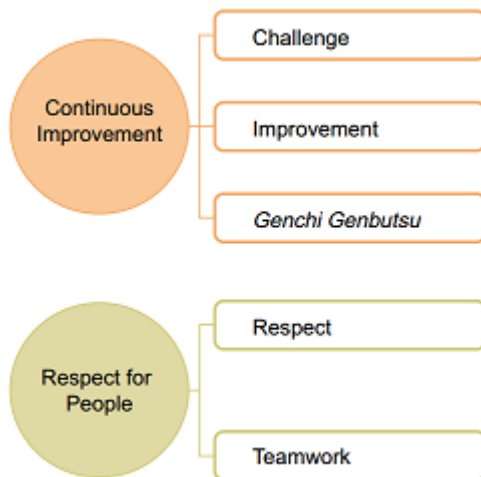 Continuous
Improvement
Challenge
Improvement
Genchi Genbutsu
Respect for
People
Respect
Teamwork